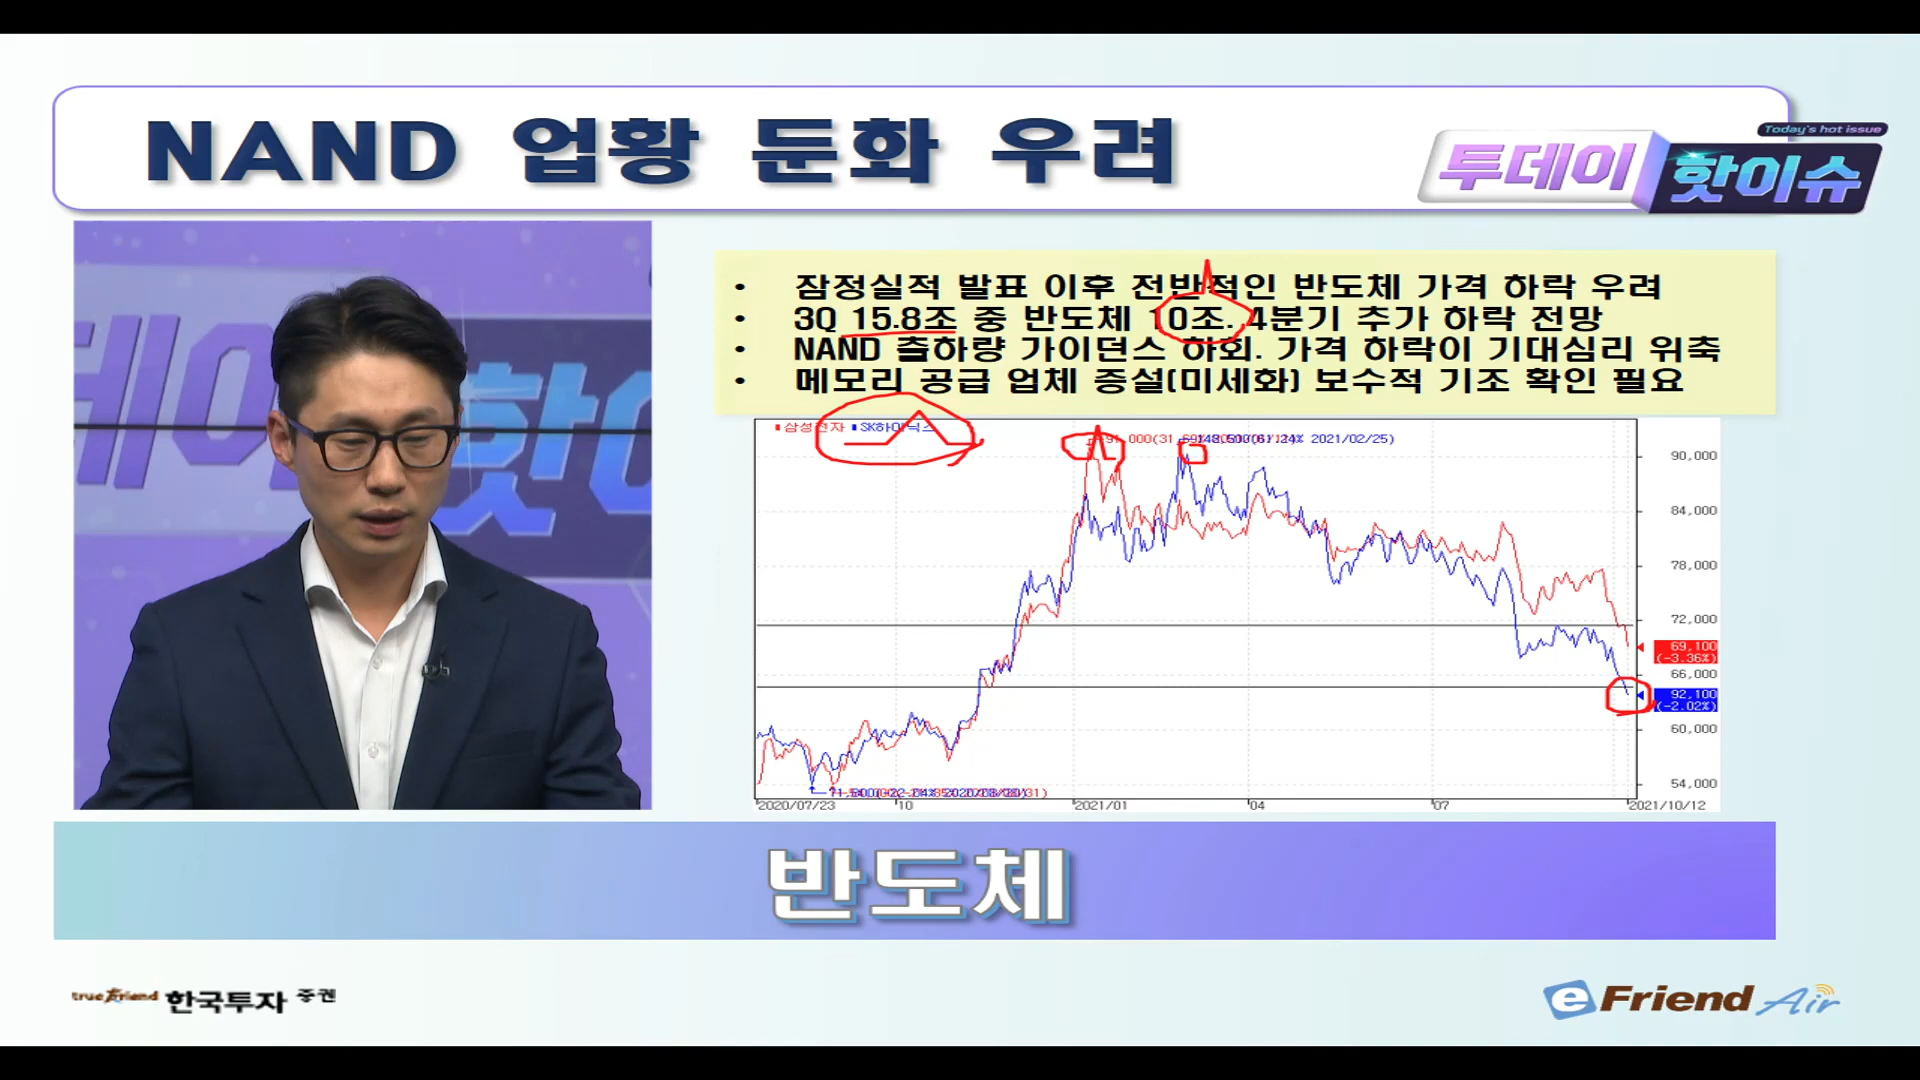 NAND 업황 둔화 우려
Today's hot issue
투데이 핫이슈
• 잠정실적 발표 이후 전반적인 반도체 가격 하락 우려
• 3Q 15.8조 중 반도체 10조. 4분기 추가 하락 전망
• NAND 출하량 가이던스 하회. 가격 하락이 기대심리 위축
• 메모리 공급 업체 증설(미세화) 보수적 기조 확인 필요
삼성전자 SK하이닉스
2021/02/25)
90,000
84,000
78,000
72,000
69,100
(-3.36%)
66,000
92,100
(-2.02%)
60,000
54,000
2020/07/23 10 2021/01 04 07 2021/10/12
반도체
true Friend 한국투자 증권
eFriend Air